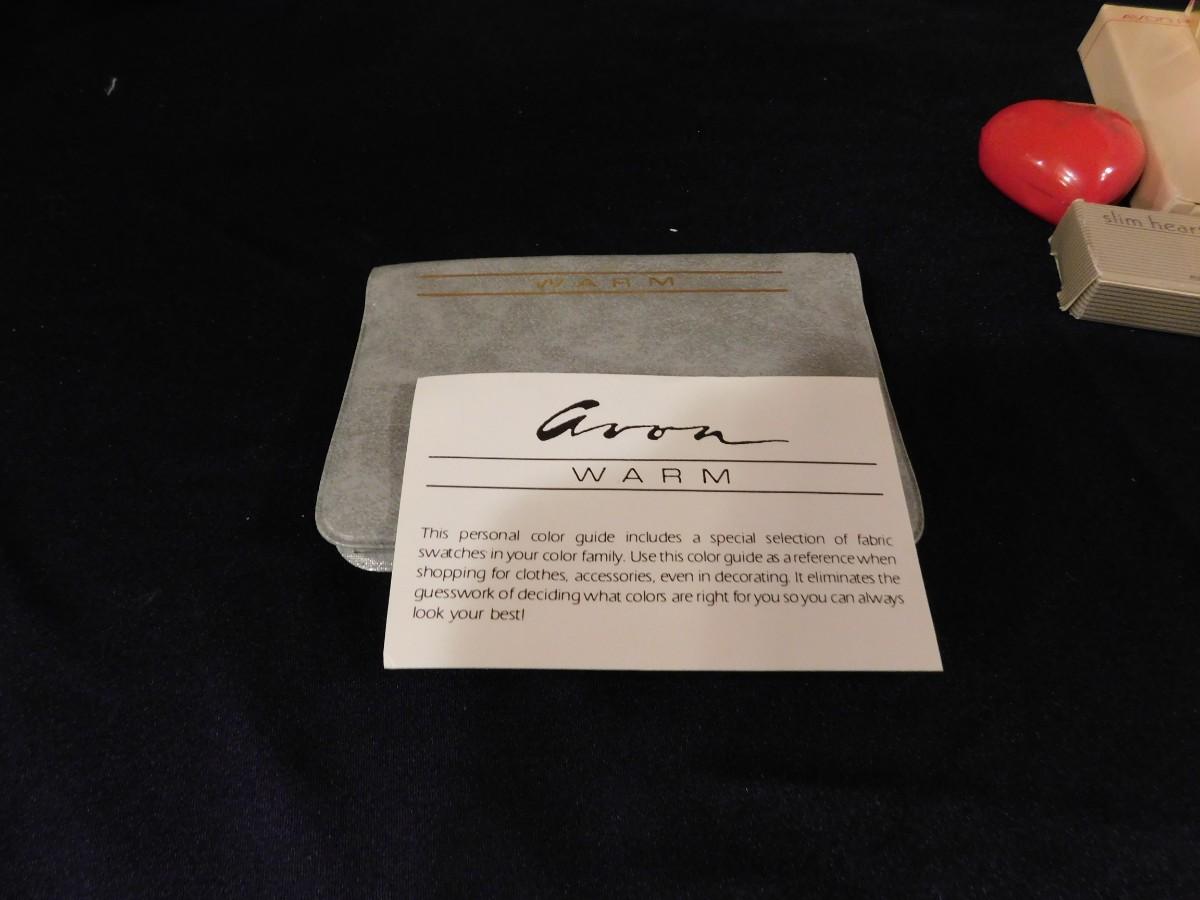 WARM
avon
WARM
This personal color guide includes a special selection of fabric
swatches in your color family. Use this color guide as a reference when
shopping for clothes, accessories, even in decorating. It eliminates the
guesswork of deciding what colors are right for you so you can always
look your best!
AVON
slim